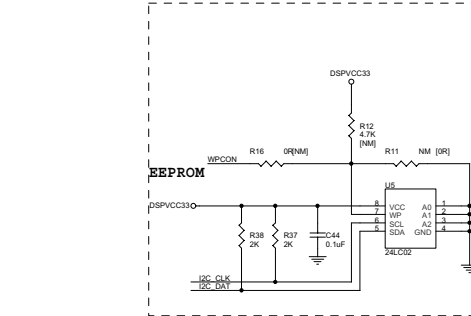 DSPVCC33
R12
4.7K
[NM]
R16 0R[NM]
R11 NM [0R]
WPCON
EEPROM
U5
DSPVCC33
8 VCC A0 1
7 WP A1 2
6 SCL A2 3
5 SDA GND 4
24LC02
R38
2K
R37
2K
C44
0.1uF
I2C_CLK
I2C_DAT